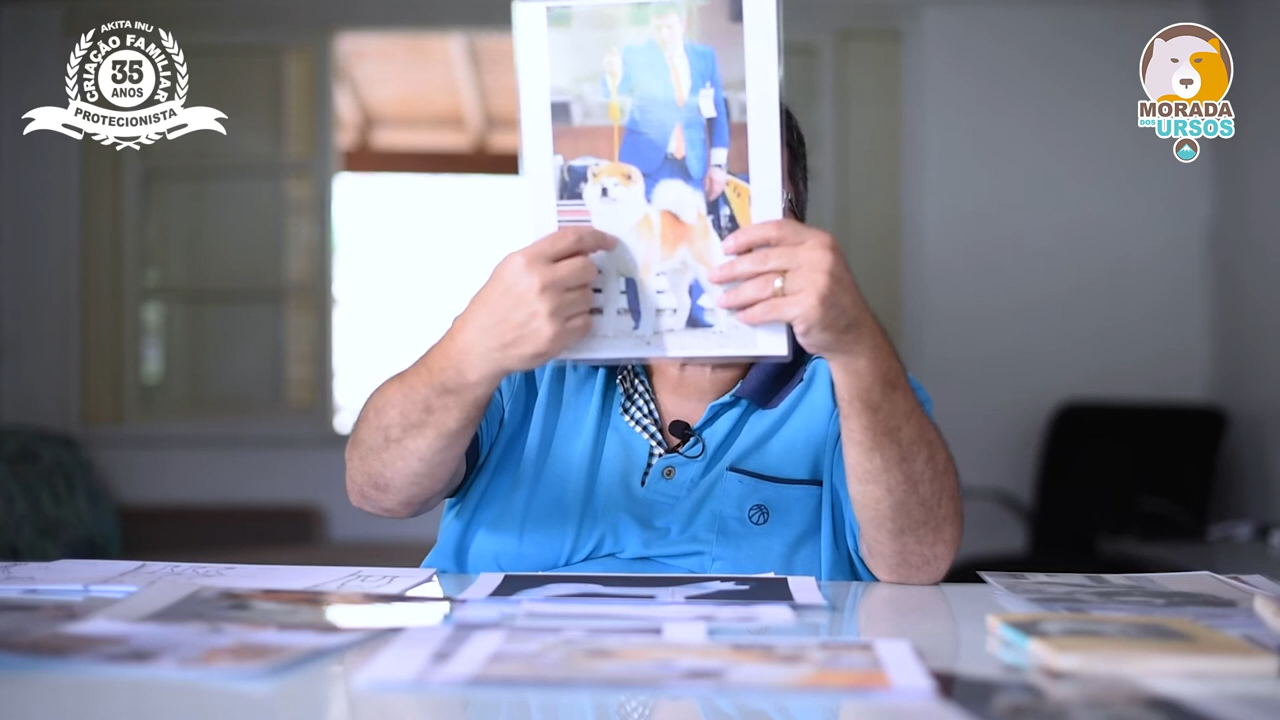 AKITA INU
CRIAÇÃO FAMILIAR
35
ANOS
PROTECIONISTA
MORADA
DOS
URSOS